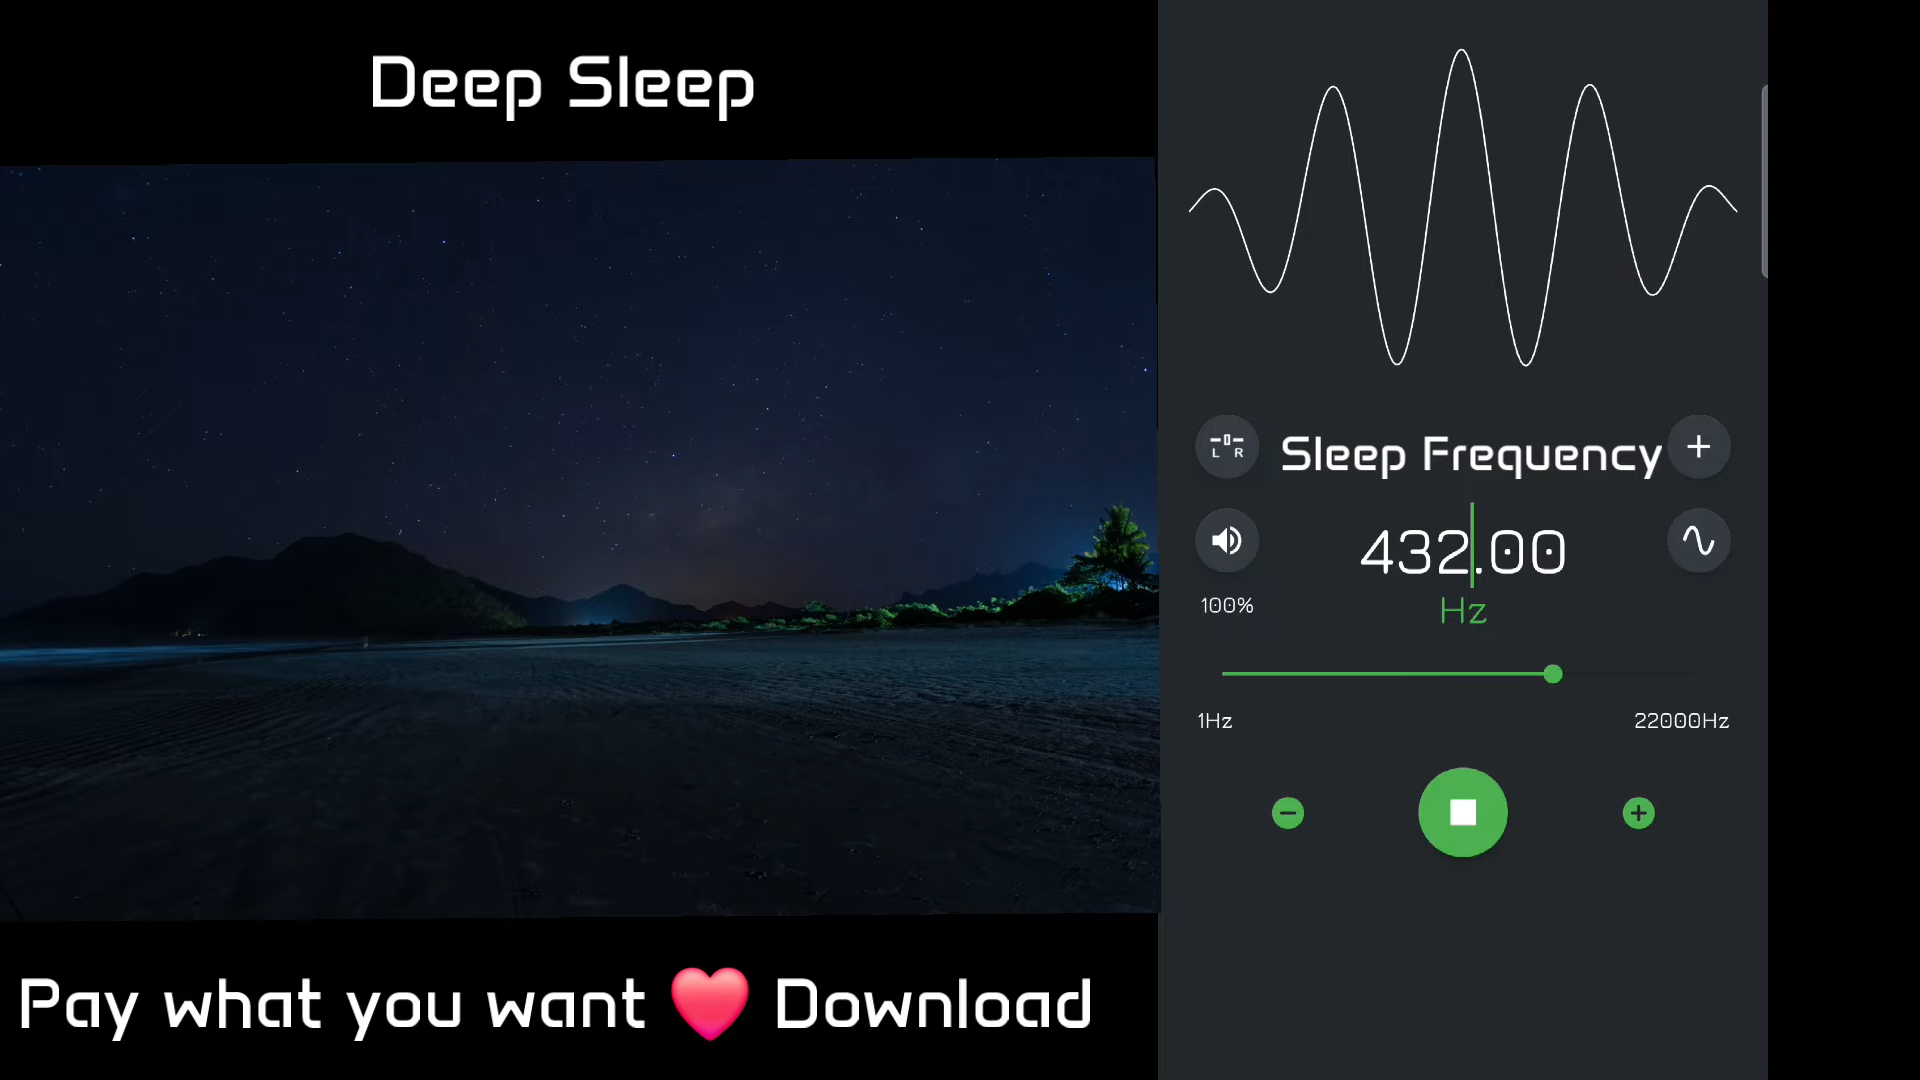 Deep Sleep
L R
Sleep Frequency
432.00
Hz
100%
1Hz
22000Hz
Pay what you want ❤️ Download